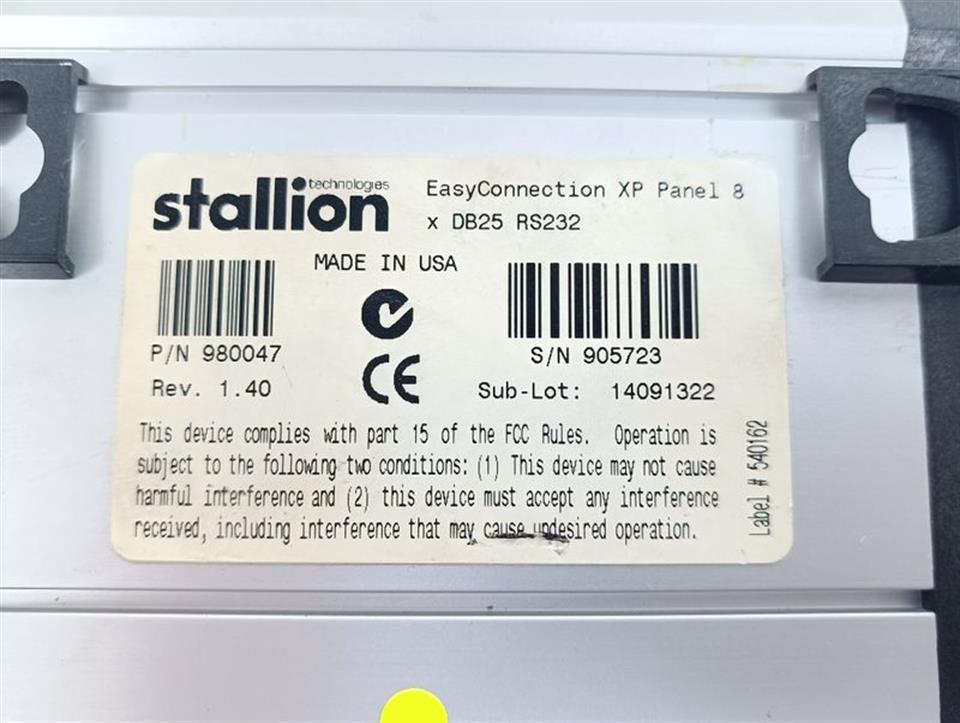 stallion technologies
EasyConnection XP Panel 8
x DB25 RS232
MADE IN USA
P/N 980047
S/N 905723
CE
Rev. 1.40
Sub-Lot: 14091322
This device complies with part 15 of the FCC Rules. Operation is
subject to the following two conditions: (1) This device may not cause
harmful interference and (2) this device must accept any interference
received, including interference that may cause undesired operation.
Label # 540162